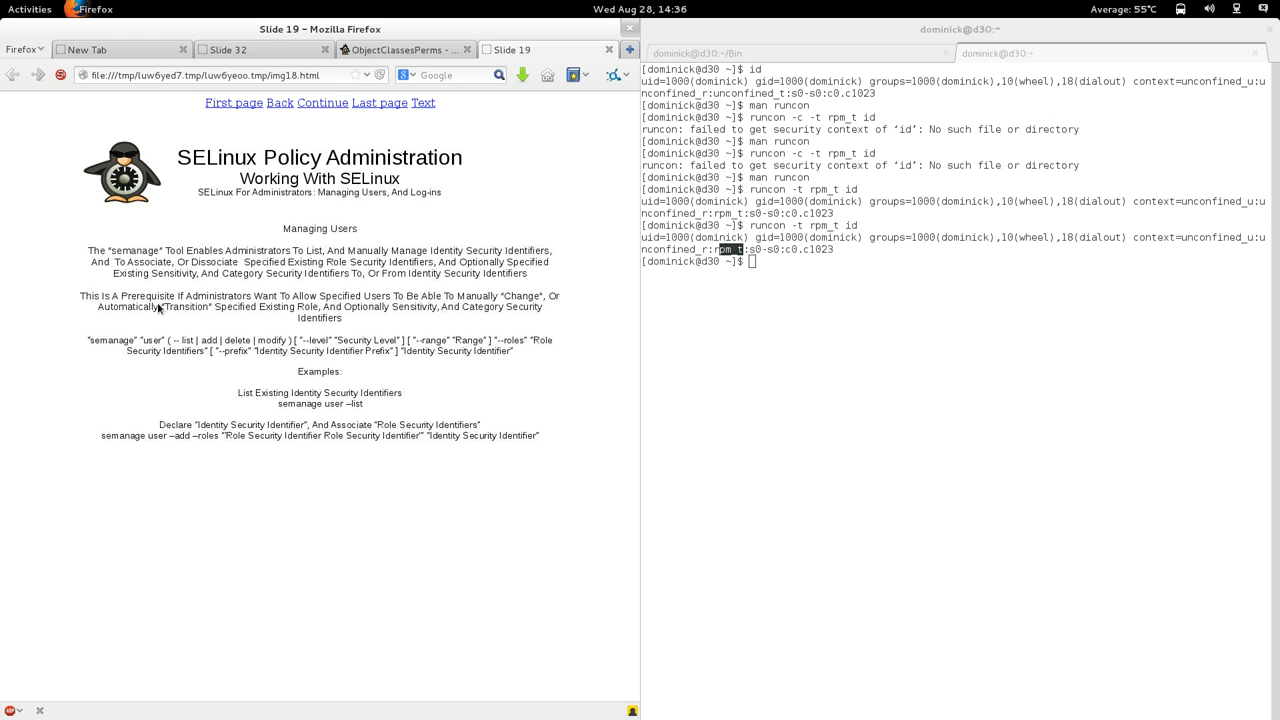 Activities
Firefox
Wed Aug 28, 14:36
Average: 55°C
Slide 19 - Mozilla Firefox
Firefox
New Tab
Slide 32
ObjectClassesPerms - ...
Slide 19
file:///tmp/luw6yed7.tmp/luw6yeoo.tmp/img18.html
Google
First page Back Continue Last page Text
SELinux Policy Administration
Working With SELinux
SELinux For Administrators: Managing Users, And Log-ins
Managing Users
The "semanage" Tool Enables Administrators To List, And Manually Manage Identity Security Identifiers,
And To Associate, Or Dissociate Specified Existing Role Security Identifiers, And Optionally Specified
Existing Sensitivity, And Category Security Identifiers To, Or From Identity Security Identifiers
This Is A Prerequisite If Administrators Want To Allow Specified Users To Be Able To Manually "Change", Or
Automatically "Transition" Specified Existing Role, And Optionally Sensitivity, And Category Security
Identifiers
"semanage" "user" ( -- list | add | delete | modify ) [ "--level" "Security Level" ] [ "--range" "Range" ] "--roles" "Role
Security Identifiers" [ "--prefix" "Identity Security Identifier Prefix" ] "Identity Security Identifier"
Examples:
List Existing Identity Security Identifiers
semanage user –list
Declare "Identity Security Identifier", And Associate "Role Security Identifiers"
semanage user –add –roles "'Role Security Identifier Role Security Identifier'" "Identity Security Identifier"
ABP
dominick@d30:~
dominick@d30:~/Bin
dominick@d30:~
[dominick@d30 ~]$ id
uid=1000(dominick) gid=1000(dominick) groups=1000(dominick),10(wheel),18(dialout) context=unconfined_u:u
nconfined_r:unconfined_t:s0-s0:c0.c1023
[dominick@d30 ~]$ man runcon
[dominick@d30 ~]$ runcon -c -t rpm_t id
runcon: failed to get security context of ‘id’: No such file or directory
[dominick@d30 ~]$ man runcon
[dominick@d30 ~]$ runcon -c -t rpm_t id
runcon: failed to get security context of ‘id’: No such file or directory
[dominick@d30 ~]$ man runcon
[dominick@d30 ~]$ runcon -t rpm_t id
uid=1000(dominick) gid=1000(dominick) groups=1000(dominick),10(wheel),18(dialout) context=unconfined_u:u
nconfined_r:rpm_t:s0-s0:c0.c1023
[dominick@d30 ~]$ runcon -t rpm_t id
uid=1000(dominick) gid=1000(dominick) groups=1000(dominick),10(wheel),18(dialout) context=unconfined_u:u
nconfined_r:rpm_t:s0-s0:c0.c1023
[dominick@d30 ~]$